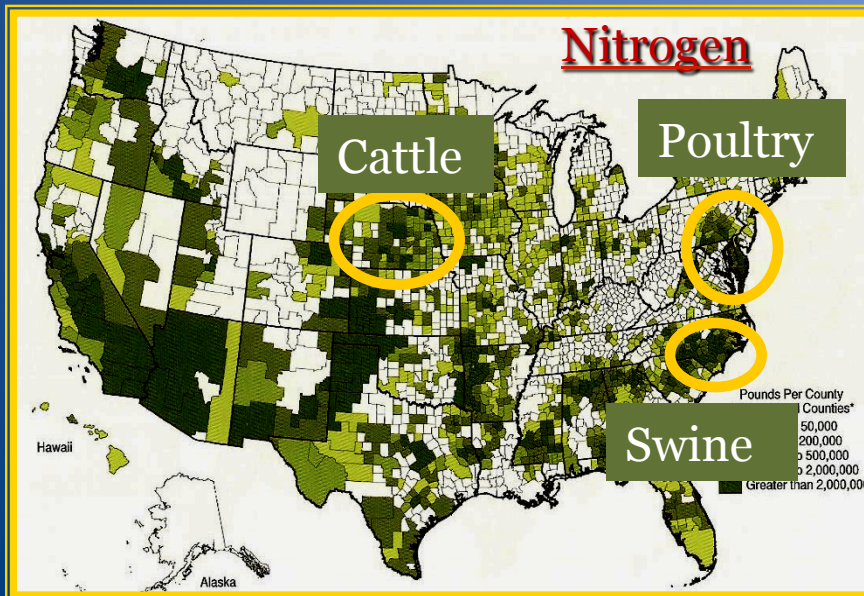 Nitrogen
Cattle
Poultry
Swine
Pounds Per County
Counties*
50,000
200,000
500,000
2,000,000
Greater than 2,000,000
Hawaii
Alaska